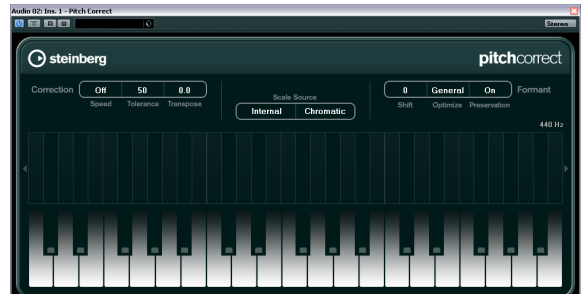 Audio 02: Ins. 1 - Pitch Correct
R W
Stereo
steinberg
pitchcorrect
Correction
Off 50 0.0
Speed Tolerance Transpose
Scale Source
Internal Chromatic
0 General On
Formant
Shift Optimize Preservation
440 Hz